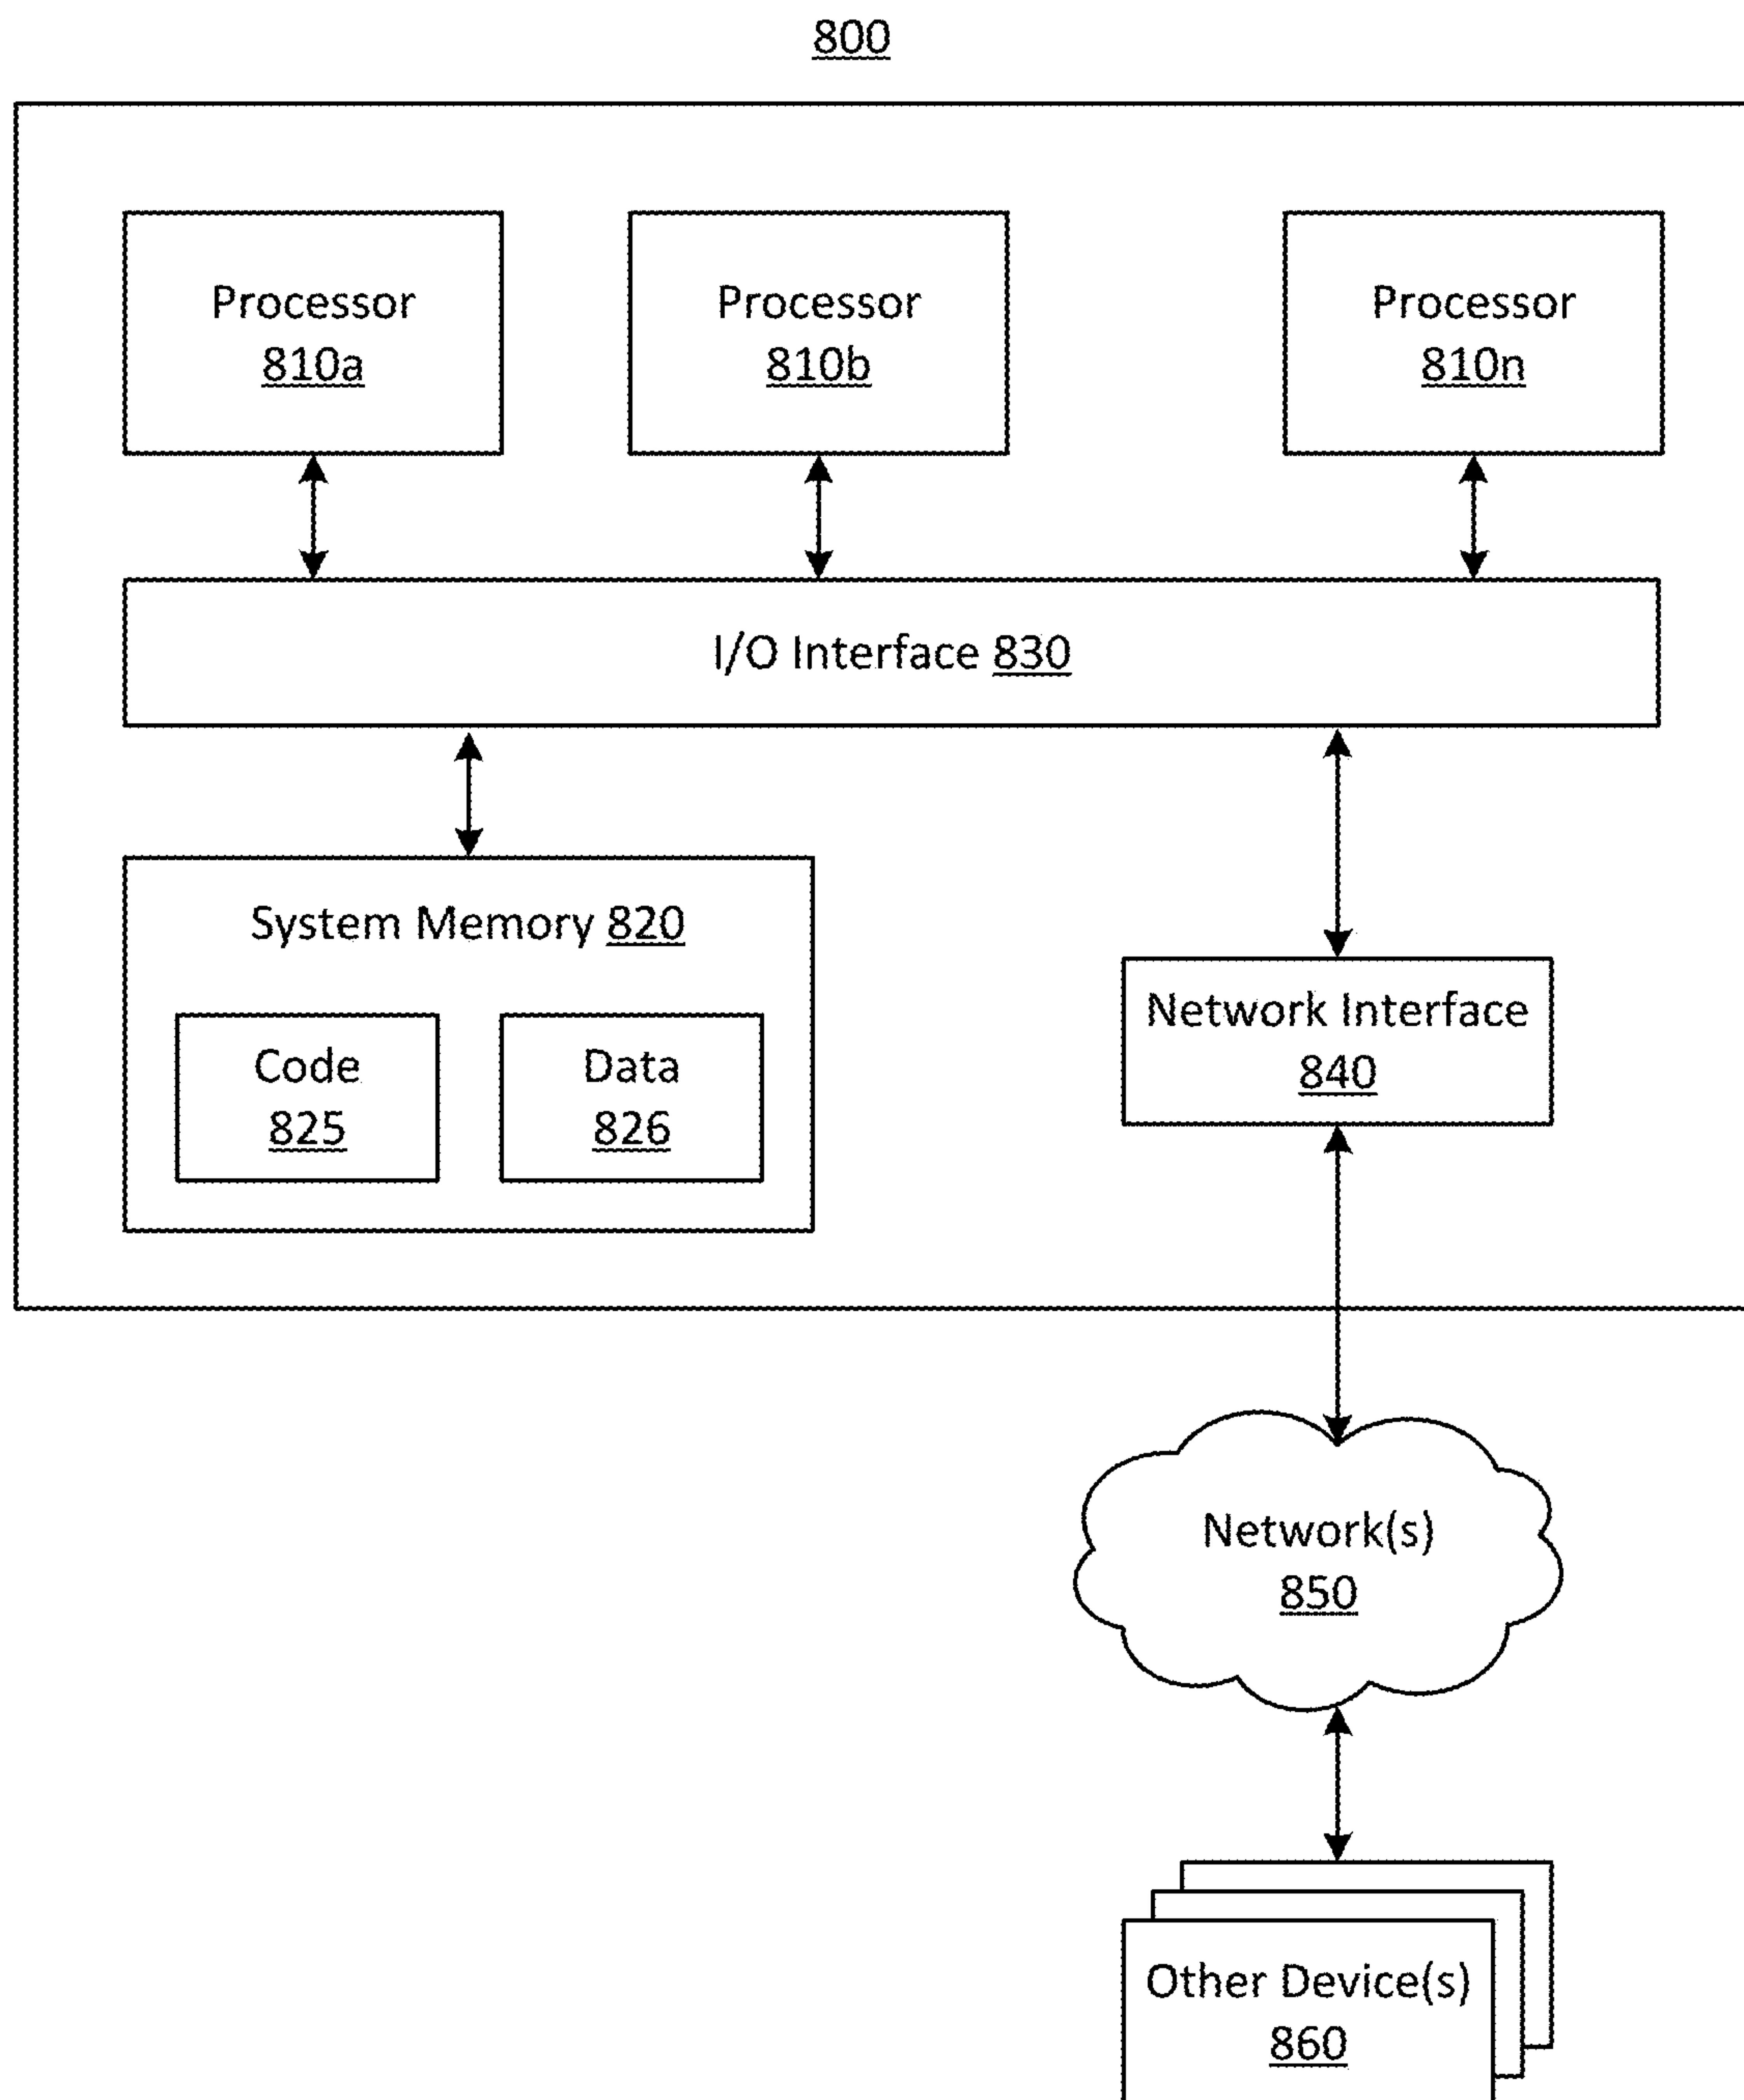 800
Processor
810a
Processor
810b
Processor
810n
I/O Interface 830
System Memory 820
Code
825
Data
826
Network Interface
840
Network(s)
850
Other Device(s)
860